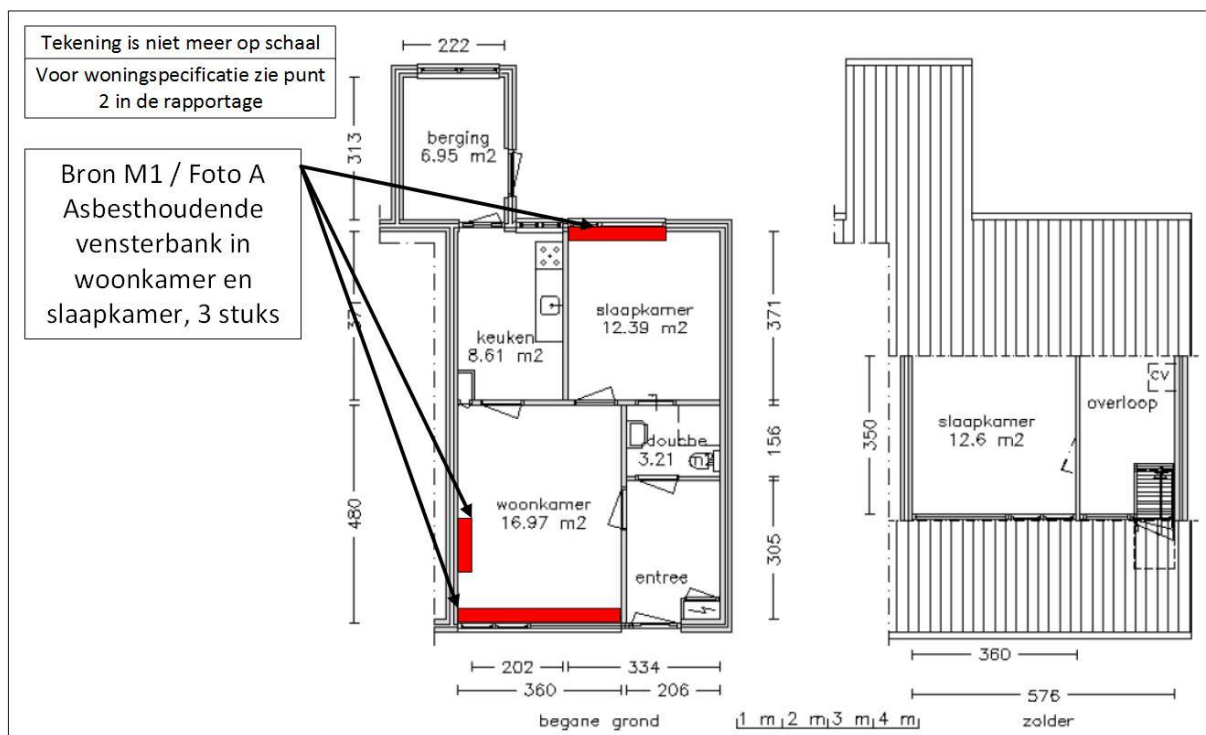 Tekening is niet meer op schaal
Voor woningspecificatie zie punt
2 in de rapportage
Bron M1 / Foto A
Asbesthoudende
vensterbank in
woonkamer en
slaapkamer, 3 stuks
222
313
berging
6.95 m2
371
keuken
8.61 m2
slaapkamer
12.39 m2
371
douche
3.21 m2
156
480
woonkamer
16.97 m2
305
entree
202
334
360
206
begane grond
1 m 2 m 3 m 4 m
cv
overloop
slaapkamer
12.6 m2
350
360
576
zolder